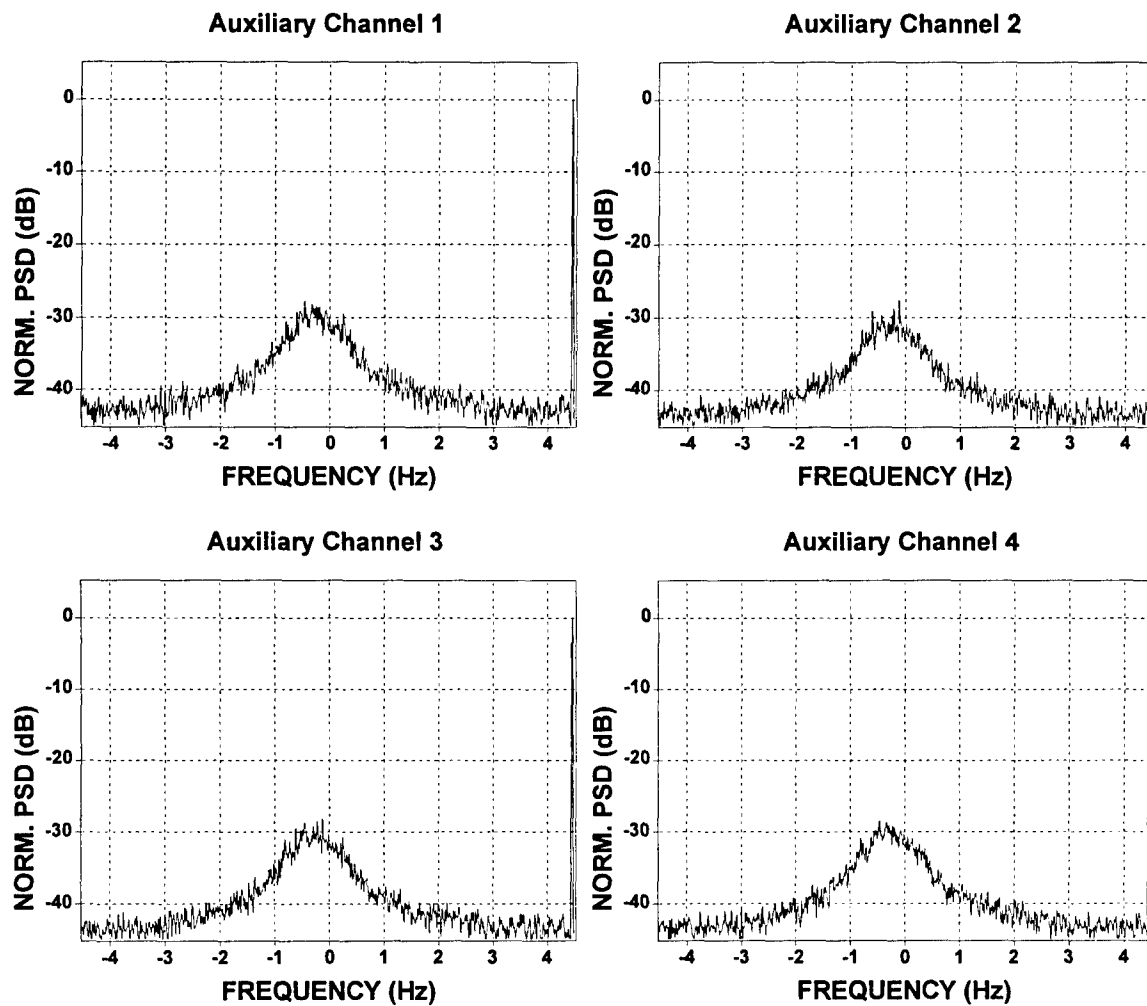 Auxiliary Channel 1
0
-10
-20
-30
-40
NORM. PSD (dB)
-4 -3 -2 -1 0 1 2 3 4
FREQUENCY (Hz)
Auxiliary Channel 2
0
-10
-20
-30
-40
NORM. PSD (dB)
-4 -3 -2 -1 0 1 2 3 4
FREQUENCY (Hz)
Auxiliary Channel 3
0
-10
-20
-30
-40
NORM. PSD (dB)
-4 -3 -2 -1 0 1 2 3 4
FREQUENCY (Hz)
Auxiliary Channel 4
0
-10
-20
-30
-40
NORM. PSD (dB)
-4 -3 -2 -1 0 1 2 3 4
FREQUENCY (Hz)